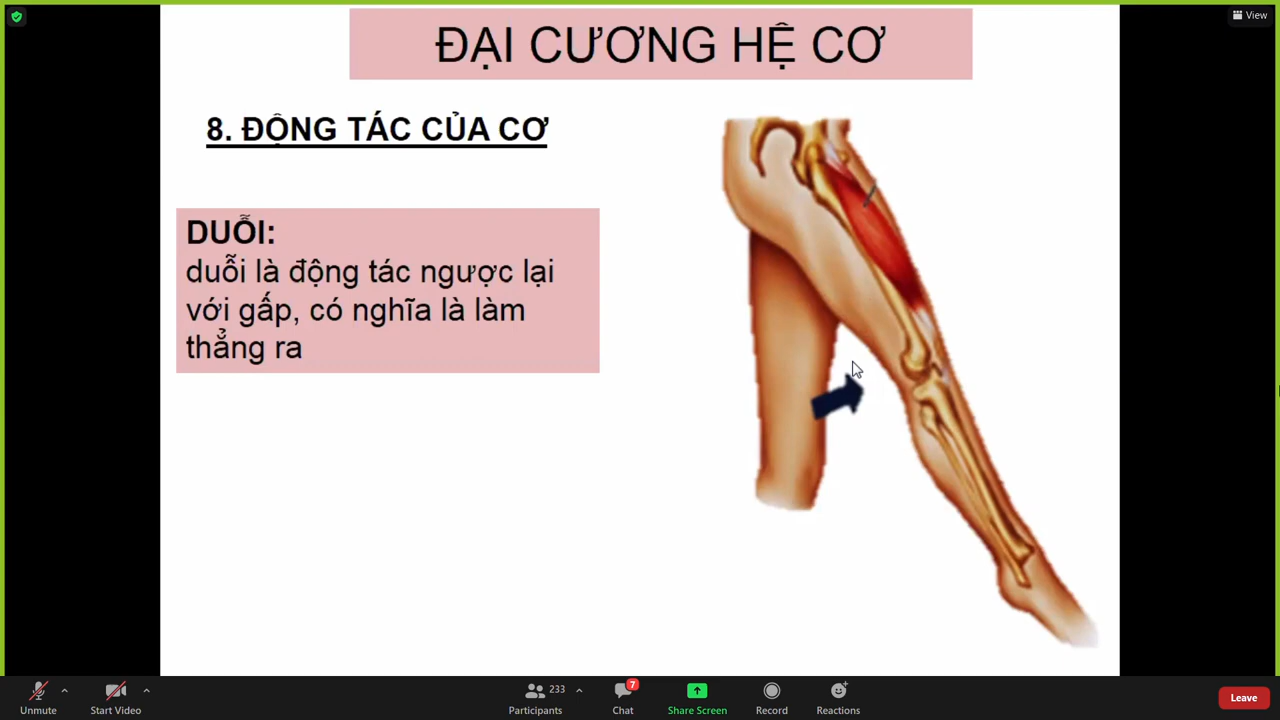 View
ĐẠI CƯƠNG HỆ CƠ
8. ĐỘNG TÁC CỦA CƠ
DUỖI:
duỗi là động tác ngược lại
với gấp, có nghĩa là làm
thẳng ra
Unmute
Start Video
233
Participants
7
Chat
Share Screen
Record
Reactions
Leave